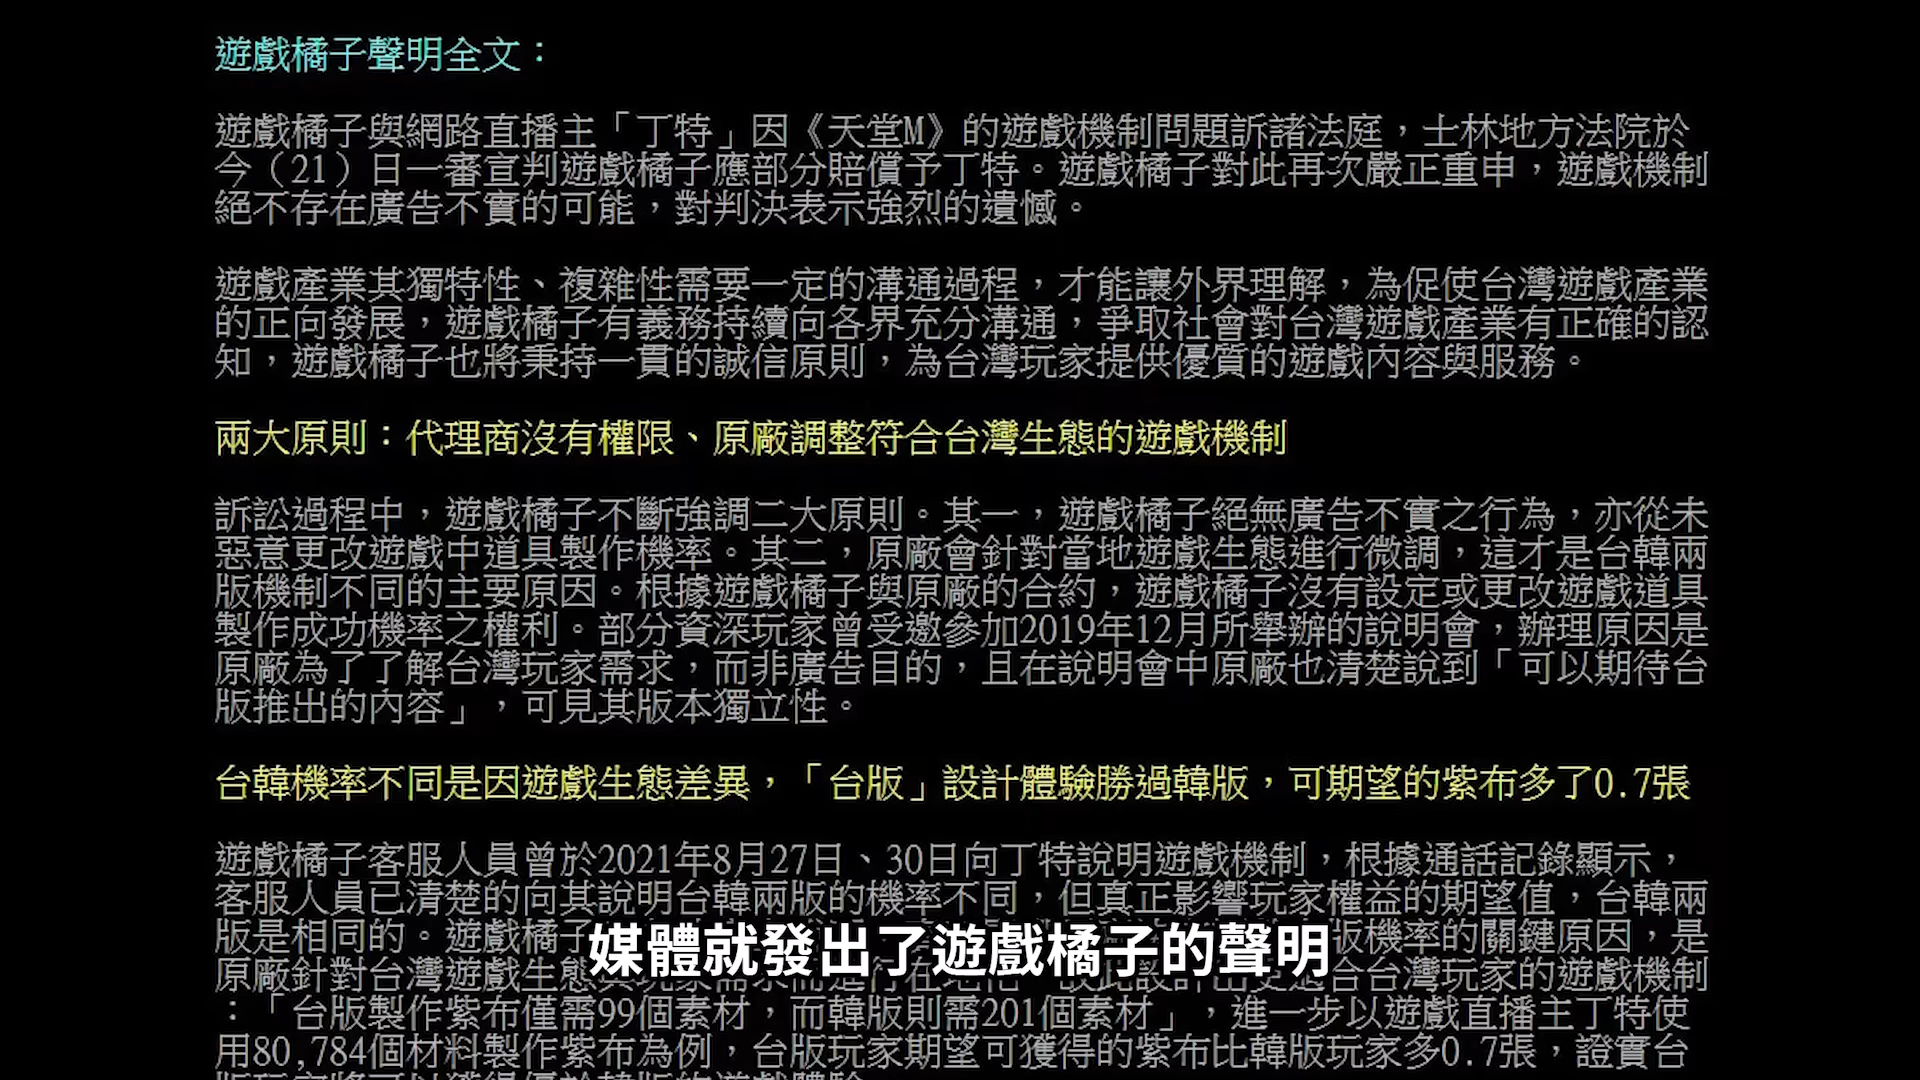 遊戲橘子聲明全文：
遊戲橘子與網路直播主「丁特」因《天堂M》的遊戲機制問題訴諸法庭，士林地方法院於
今（21）日一審宣判遊戲橘子應部分賠償予丁特。遊戲橘子對此再次嚴正重申，遊戲機制
絕不存在廣告不實的可能，對判決表示強烈的遺憾。
遊戲產業其獨特性、複雜性需要一定的溝通過程，才能讓外界理解，為促使台灣遊戲產業
的正向發展，遊戲橘子有義務持續向各界充分溝通，爭取社會對台灣遊戲產業有正確的認
知，遊戲橘子也將秉持一貫的誠信原則，為台灣玩家提供優質的遊戲內容與服務。
兩大原則：代理商沒有權限、原廠調整符合台灣生態的遊戲機制
訴訟過程中，遊戲橘子不斷強調二大原則。其一，遊戲橘子絕無廣告不實之行為，亦從未
惡意更改遊戲中道具製作機率。其二，原廠會針對當地遊戲生態進行微調，這才是台韓兩
版機制不同的主要原因。根據遊戲橘子與原廠的合約，遊戲橘子沒有設定或更改遊戲道具
製作成功機率之權利。部分資深玩家曾受邀參加2019年12月所舉辦的說明會，辦理原因是
原廠為了了解台灣玩家需求，而非廣告目的，且在說明會中原廠也清楚說到「可以期待台
版推出的內容」，可見其版本獨立性。
台韓機率不同是因遊戲生態差異，「台版」設計體驗勝過韓版，可期望的紫布多了0.7張
遊戲橘子客服人員曾於2021年8月27日、30日向丁特說明遊戲機制，根據通話記錄顯示，
客服人員已清楚的向其說明台韓兩版的機率不同，但真正影響玩家權益的期望值，台韓兩
版是相同的。遊戲橘子 版機率的關鍵原因，是
原廠針對台灣遊戲生態 合台灣玩家的遊戲機制
媒體就發出了遊戲橘子的聲明
：「台版製作紫布僅需99個素材，而韓版則需201個素材」，進一步以遊戲直播主丁特使
用80,784個材料製作紫布為例，台版玩家期望可獲得的紫布比韓版玩家多0.7張，證實台